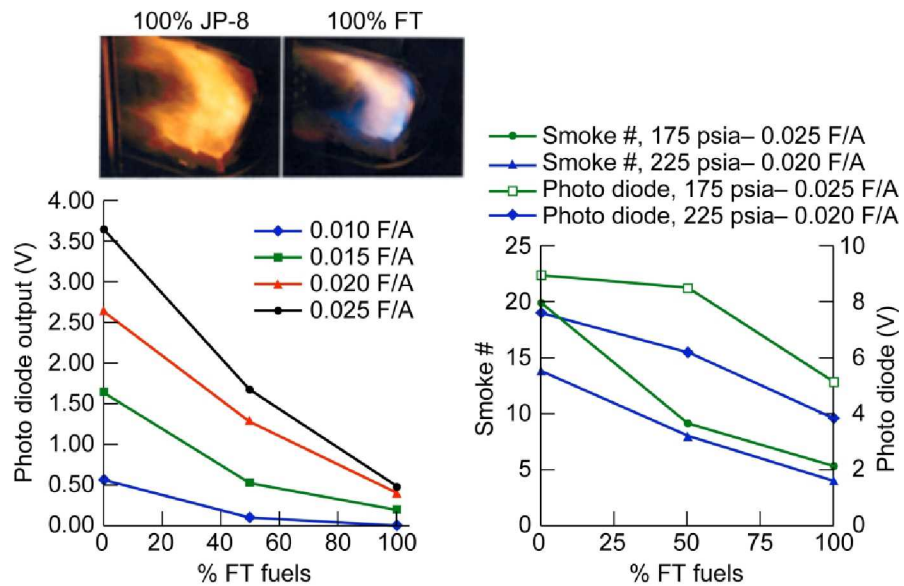 100% JP-8
100% FT
4.00
3.50
3.00
2.50
2.00
1.50
1.00
0.50
0.00
Photo diode output (V)
0.010 F/A
0.015 F/A
0.020 F/A
0.025 F/A
0 20 40 60 80 100
% FT fuels
Smoke #, 175 psia– 0.025 F/A
Smoke #, 225 psia– 0.020 F/A
Photo diode, 175 psia– 0.025 F/A
Photo diode, 225 psia– 0.020 F/A
25
20
15
10
5
0
Smoke #
10
8
6
4
2
0
Photo diode (V)
0 25 50 75 100
% FT fuels